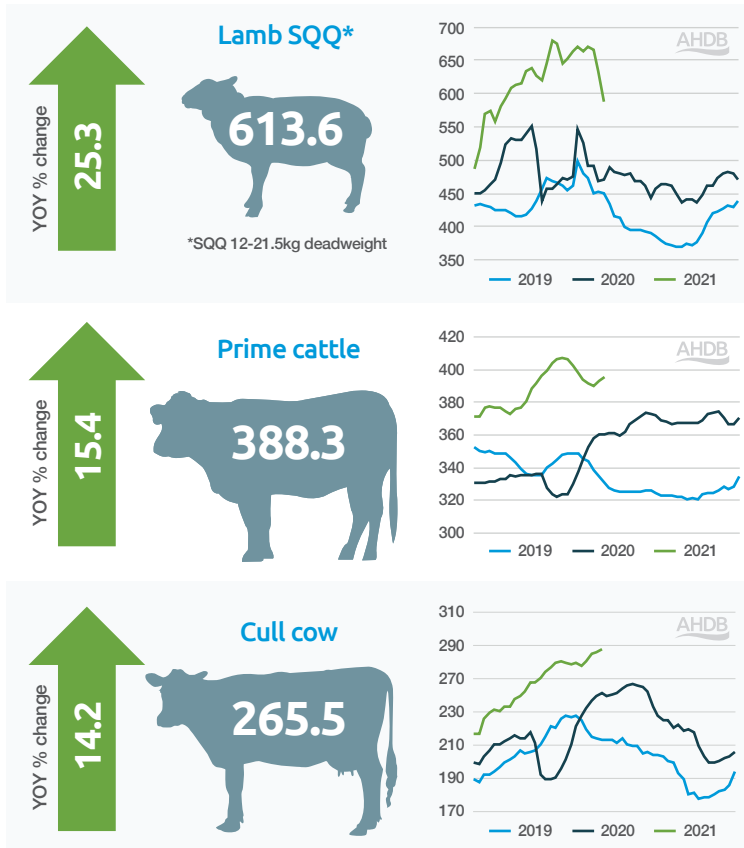 Lamb SQQ*
YOY % change
25.3
613.6
*SQQ 12-21.5kg deadweight
AHDB
700
650
600
550
500
450
400
350
2019 2020 2021
Prime cattle
YOY % change
15.4
388.3
AHDB
420
400
380
360
340
320
300
2019 2020 2021
Cull cow
YOY % change
14.2
265.5
AHDB
310
290
270
250
230
210
190
170
2019 2020 2021